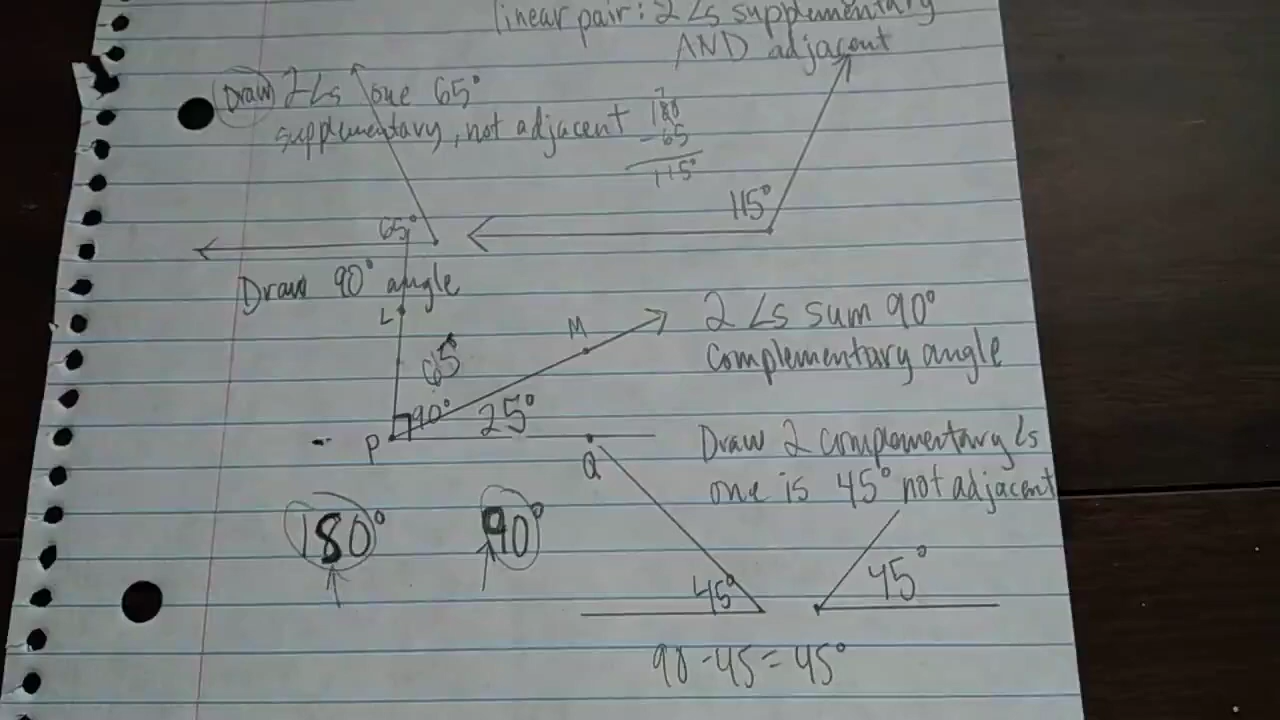 linear pair: 2 ∠s supplementary
AND adjacent
Draw 2∠s one 65°
supplmentary, not adjacent
7
180
-65
115°
65°
115°
Draw 90° angle
L
M
65°
90°
25°
P
Q
2 ∠s sum 90°
complementary angle
Draw 2 complementary ∠s
one is 45° not adjacent
180°
90°
45°
45°
90-45=45°